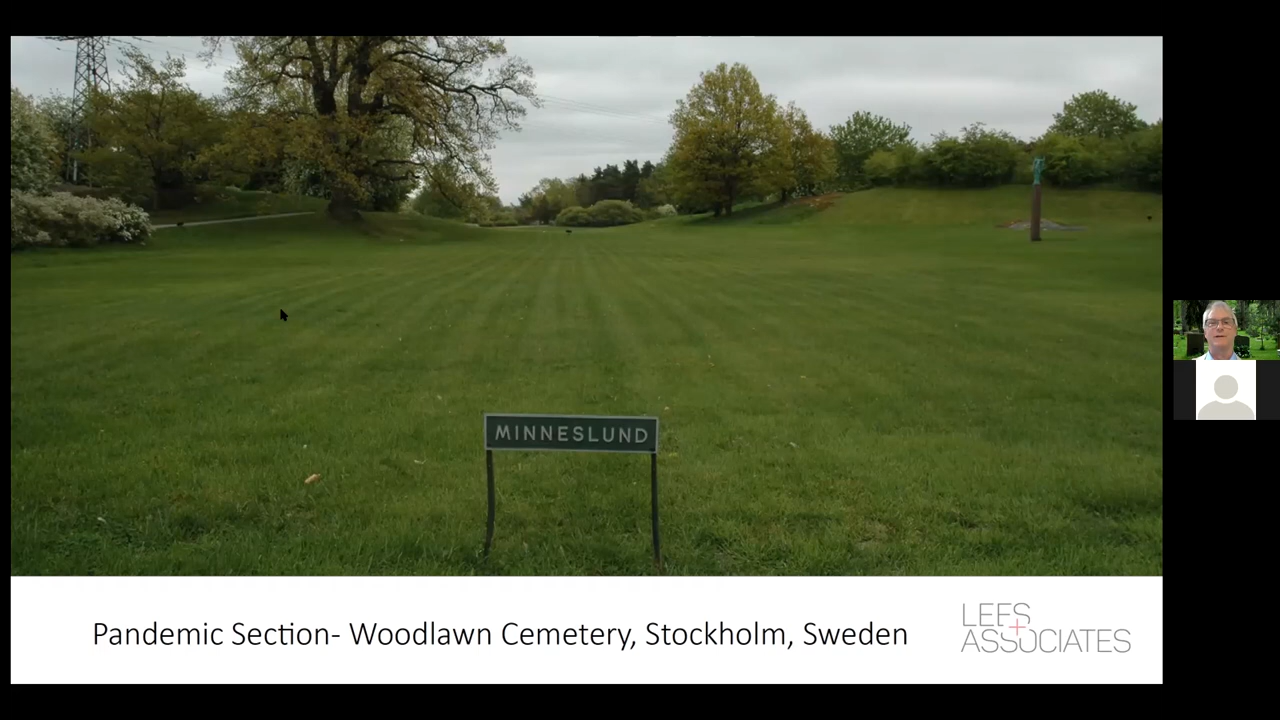 MINNESLUND
Pandemic Section- Woodlawn Cemetery, Stockholm, Sweden
LEES
+
ASSOCIATES